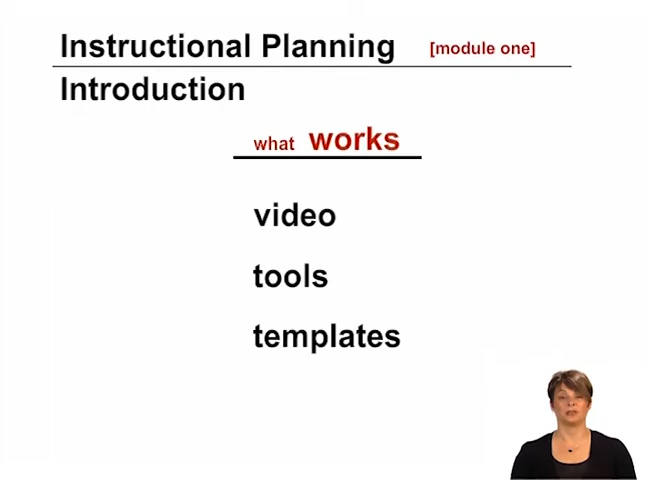 Instructional Planning [module one]
Introduction
what works
video
tools
templates